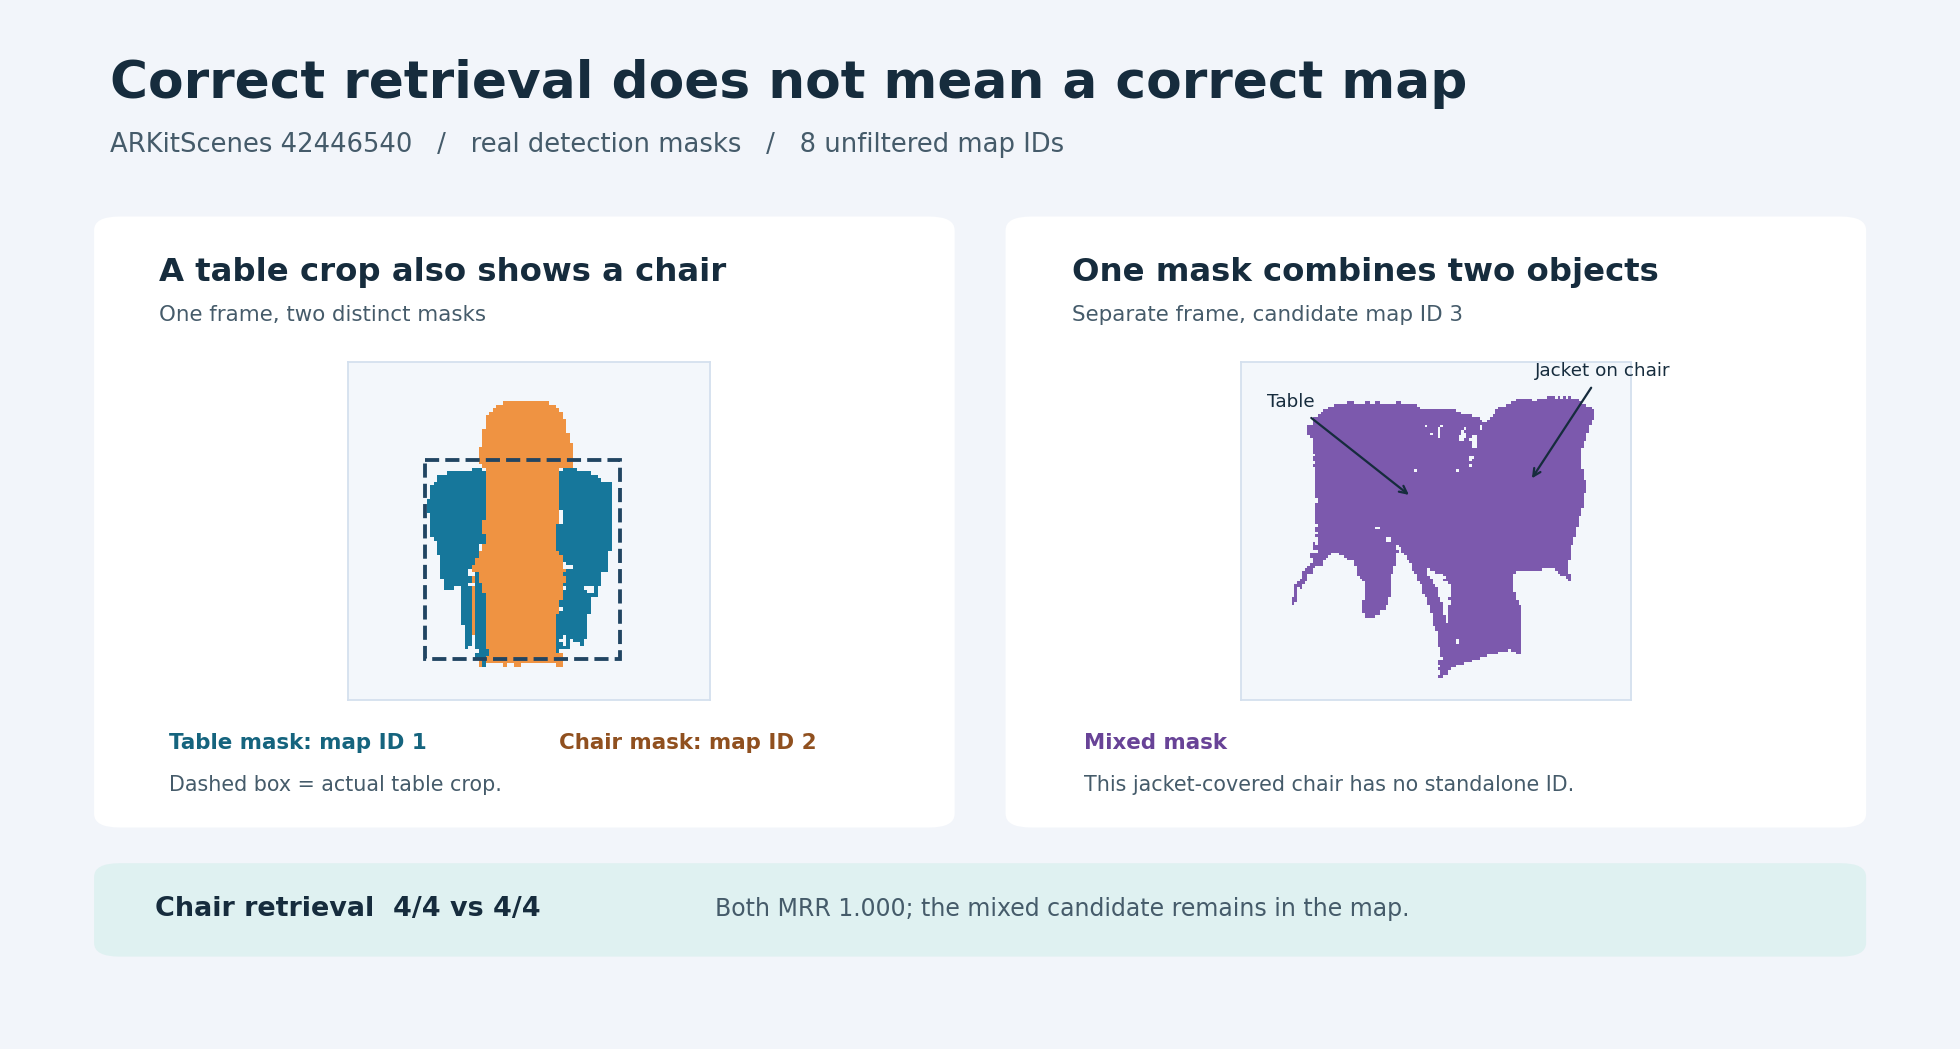 Correct retrieval does not mean a correct map
ARKitScenes 42446540 / real detection masks / 8 unfiltered map IDs
A table crop also shows a chair
One frame, two distinct masks
Table mask: map ID 1
Chair mask: map ID 2
Dashed box = actual table crop.
One mask combines two objects
Separate frame, candidate map ID 3
Jacket on chair
Table
Mixed mask
This jacket-covered chair has no standalone ID.
Chair retrieval 4/4 vs 4/4
Both MRR 1.000; the mixed candidate remains in the map.